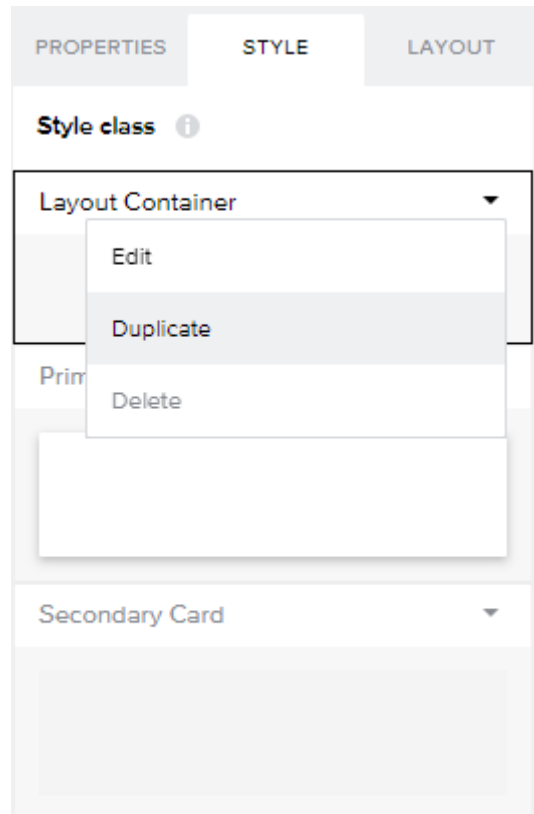 PROPERTIES STYLE LAYOUT
Style class
Layout Container
Edit
Duplicate
Prim
Delete
Secondary Card